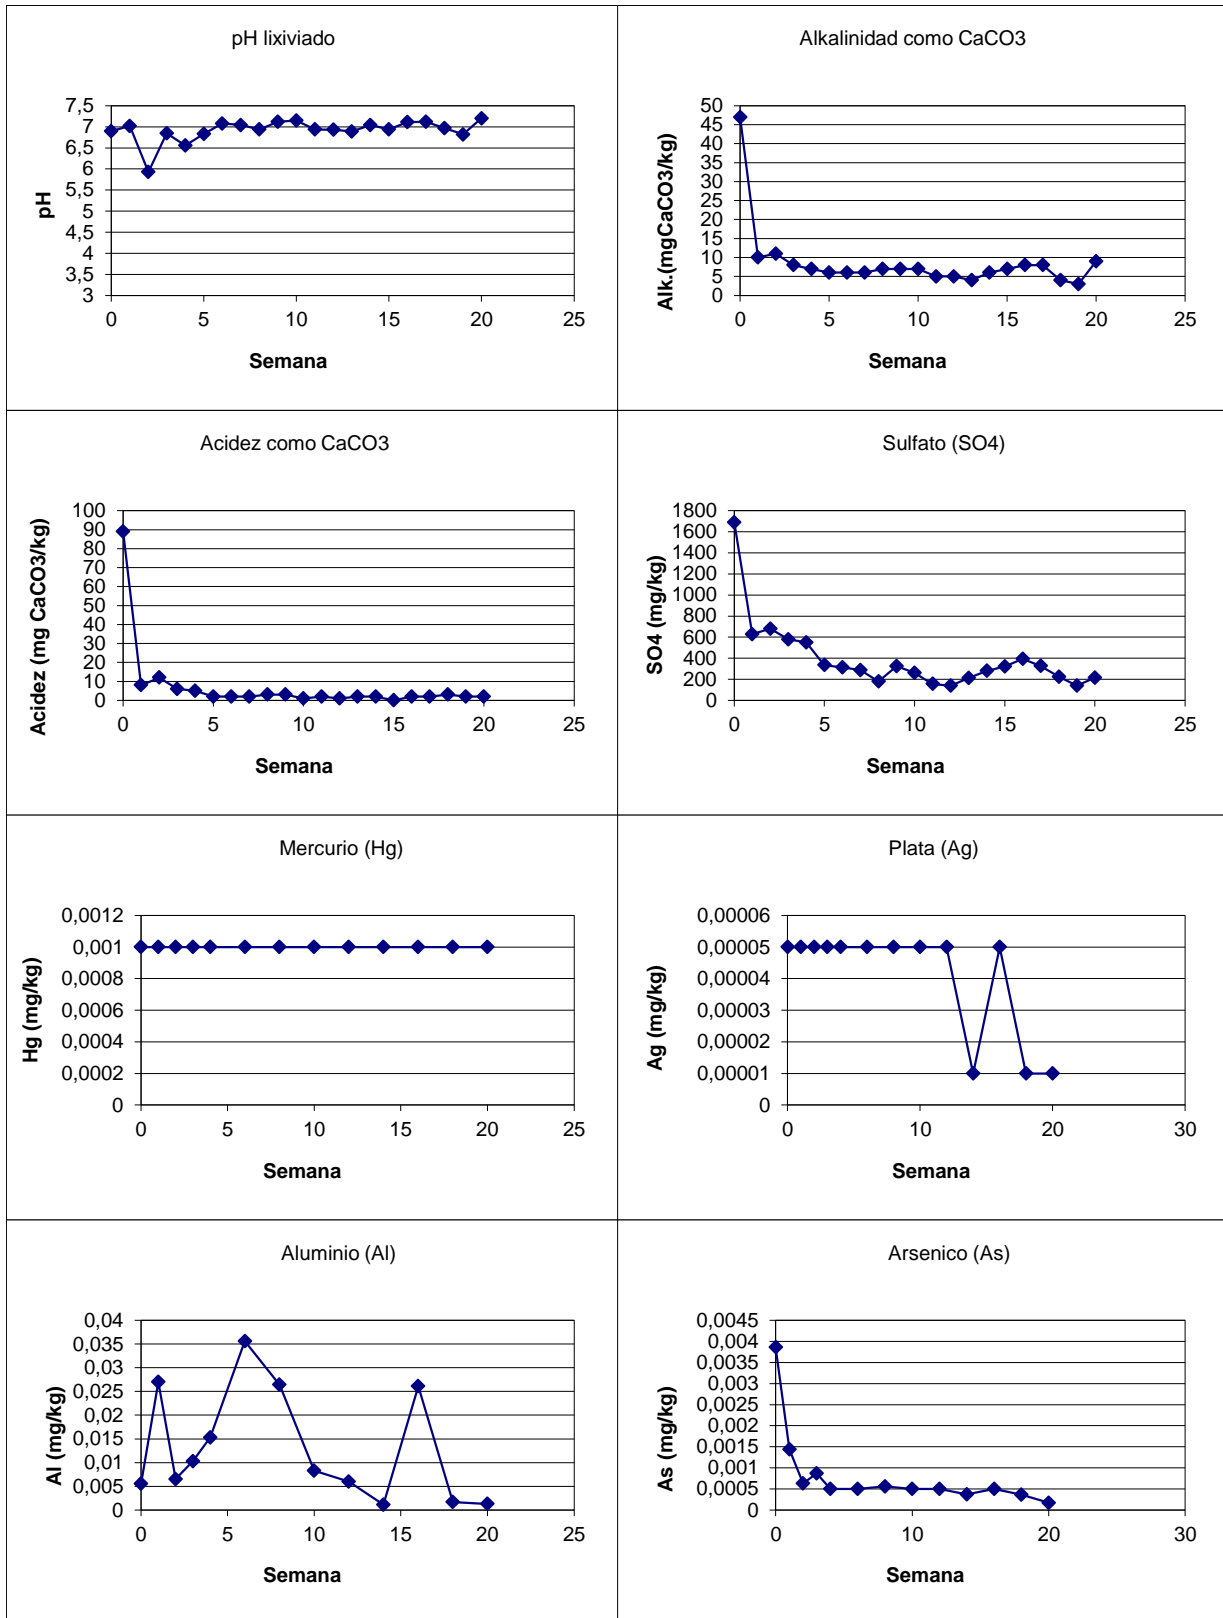 pH lixiviado
7,5
7
6,5
6
5,5
5
4,5
4
3,5
3
pH
0 5 10 15 20 25
Semana
Alkalinidad como CaCO3
50
45
40
35
30
25
20
15
10
5
0
Alk.(mgCaCO3/kg)
0 5 10 15 20 25
Semana
Acidez como CaCO3
100
90
80
70
60
50
40
30
20
10
0
Acidez (mg CaCO3/kg)
0 5 10 15 20 25
Semana
Sulfato (SO4)
1800
1600
1400
1200
1000
800
600
400
200
0
SO4 (mg/kg)
0 5 10 15 20 25
Semana
Mercurio (Hg)
0,0012
0,001
0,0008
0,0006
0,0004
0,0002
0
Hg (mg/kg)
0 5 10 15 20 25
Semana
Plata (Ag)
0,00006
0,00005
0,00004
0,00003
0,00002
0,00001
0
Ag (mg/kg)
0 10 20 30
Semana
Aluminio (Al)
0,04
0,035
0,03
0,025
0,02
0,015
0,01
0,005
0
Al (mg/kg)
0 5 10 15 20 25
Semana
Arsenico (As)
0,0045
0,004
0,0035
0,003
0,0025
0,002
0,0015
0,001
0,0005
0
As (mg/kg)
0 10 20 30
Semana